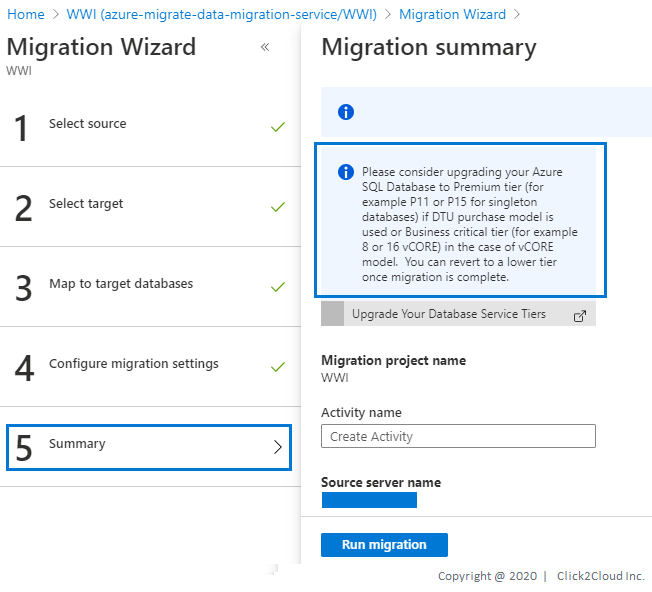 Home > WWI (azure-migrate-data-migration-service/WWI) > Migration Wizard >
Migration Wizard «
WWI
1 Select source
2 Select target
3 Map to target databases
4 Configure migration settings
5 Summary
Migration summary
Please consider upgrading your Azure
SQL Database to Premium tier (for
example P11 or P15 for singleton
databases) if DTU purchase model is
used or Business critical tier (for example
8 or 16 vCORE) in the case of vCORE
model. You can revert to a lower tier
once migration is complete.
Upgrade Your Database Service Tiers
Migration project name
WWI
Activity name
Create Activity
Source server name
Run migration
Copyright @ 2020 | Click2Cloud Inc.